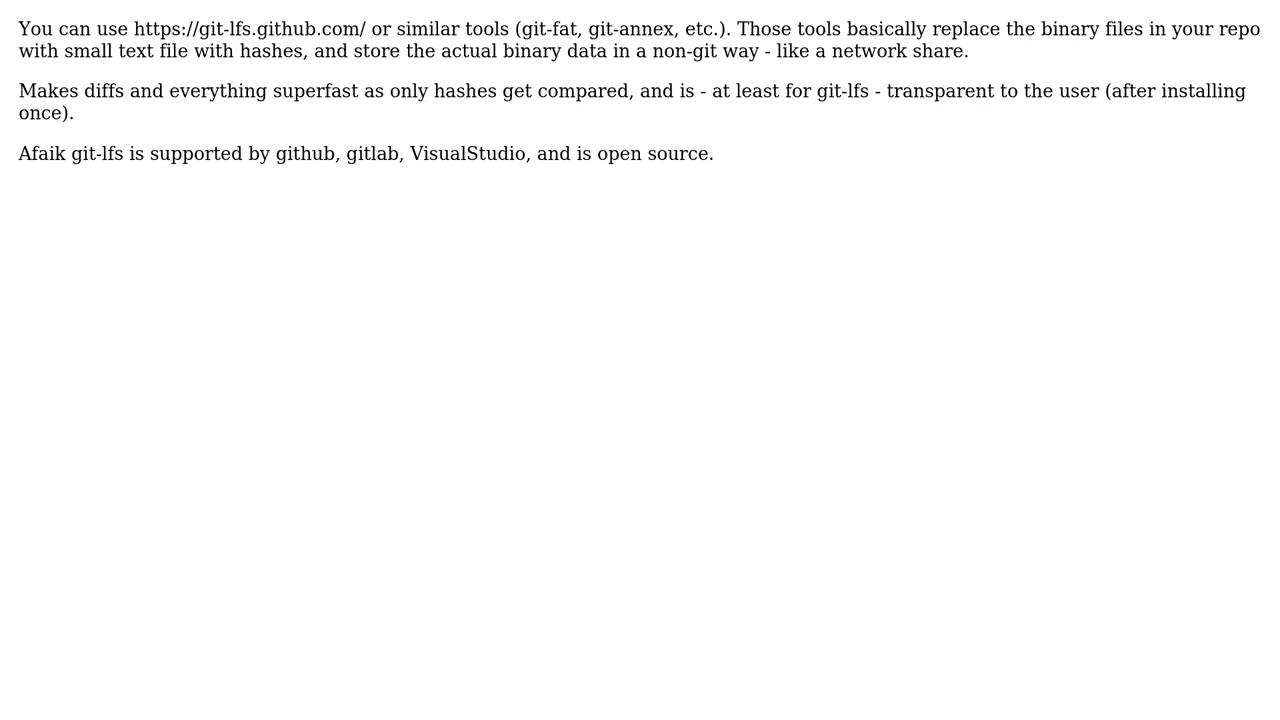 You can use https://git-lfs.github.com/ or similar tools (git-fat, git-annex, etc.). Those tools basically replace the binary files in your repo
with small text file with hashes, and store the actual binary data in a non-git way - like a network share.
Makes diffs and everything superfast as only hashes get compared, and is - at least for git-lfs - transparent to the user (after installing
once).
Afaik git-lfs is supported by github, gitlab, VisualStudio, and is open source.